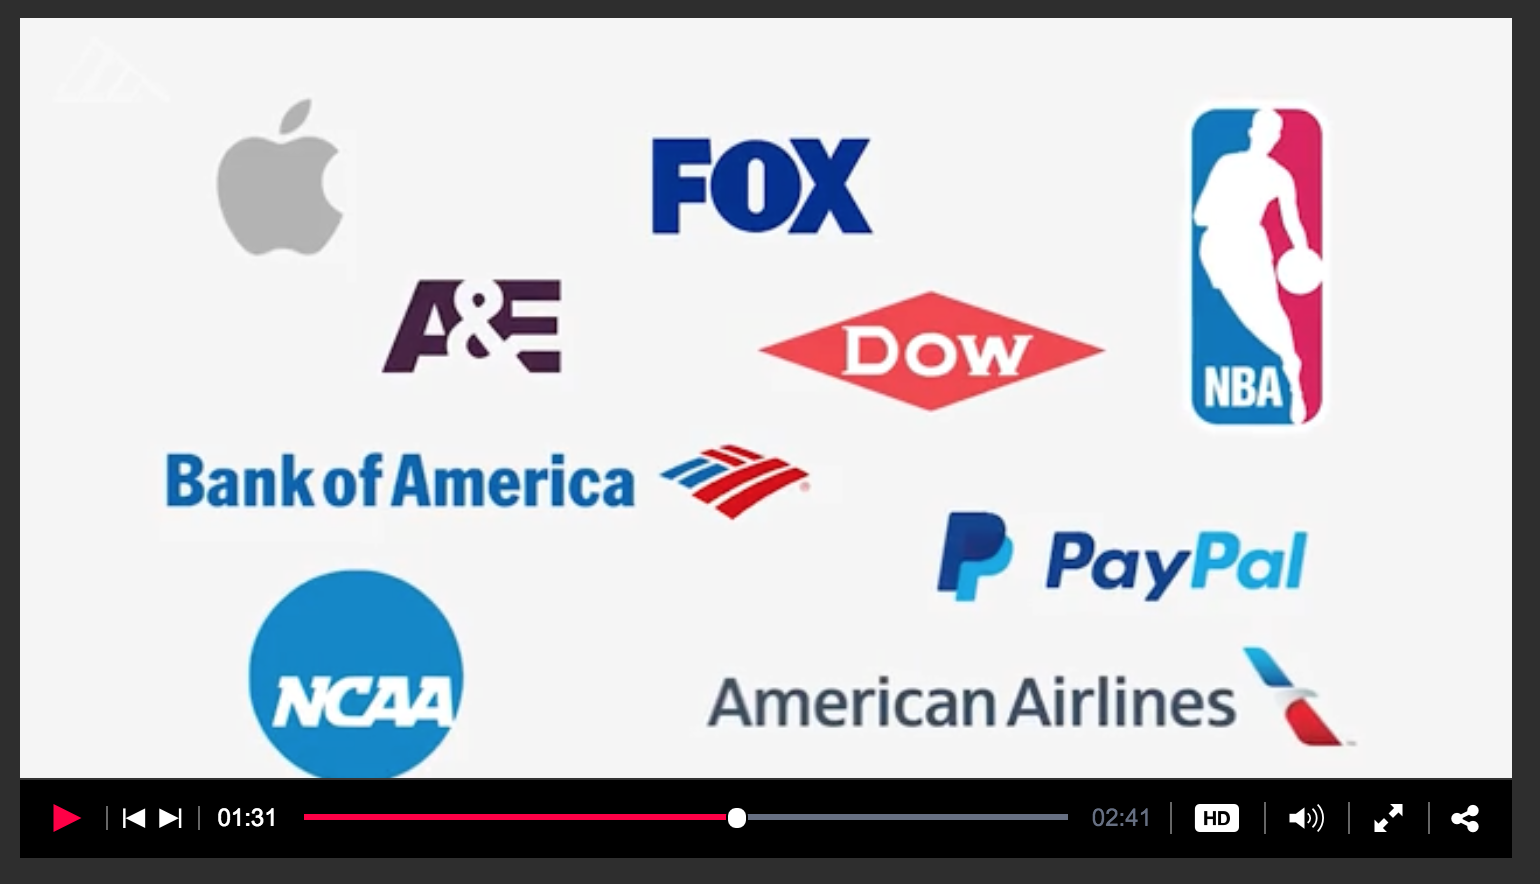 FOX
A&E
Dow
NBA
Bank of America
P PayPal
NCAA
American Airlines
01:31
02:41
HD